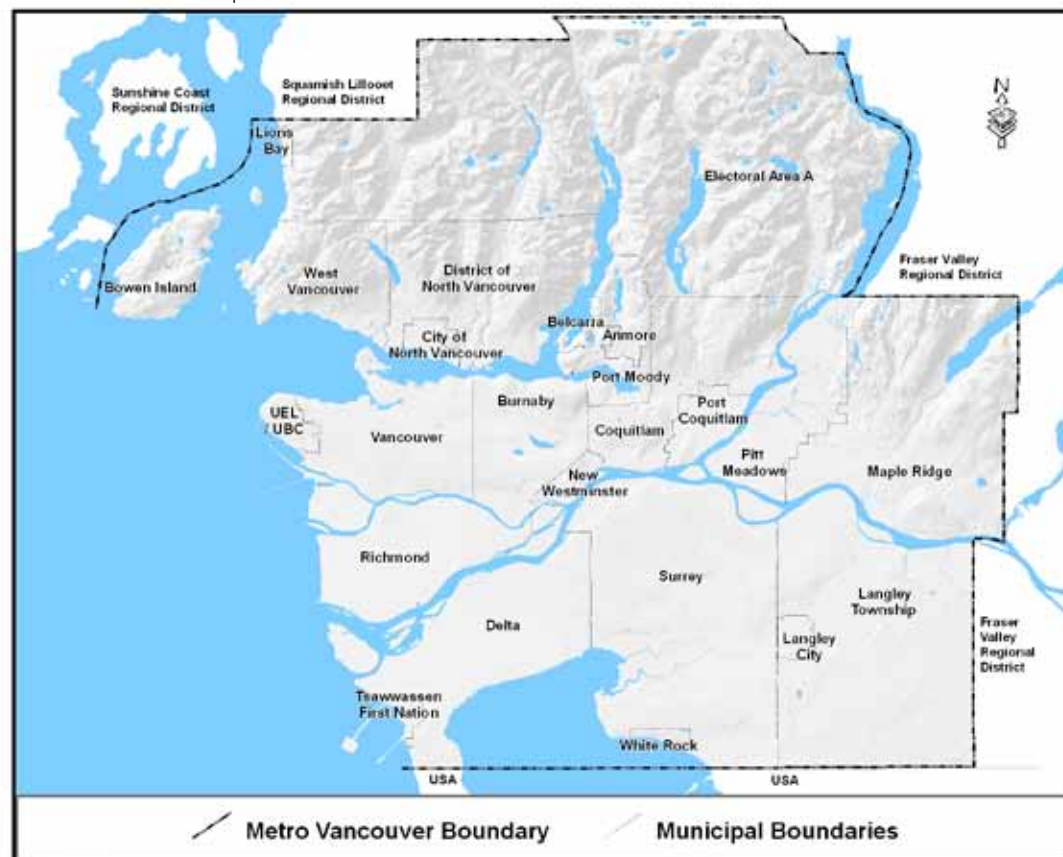 N
Sunshine Coast
Regional District
Squamish Lillooet
Regional District
Lions
Bay
Electoral Area A
Fraser Valley
Regional District
Bowen Island
West
Vancouver
District of
North Vancouver
Belcarra
Anmore
City of
North Vancouver
Port Moody
UEL
/ UBC
Vancouver
Burnaby
Coquitlam
Port
Coquitlam
Pitt
Meadows
Maple Ridge
New
Westminster
Richmond
Surrey
Langley
Township
Delta
Langley
City
Fraser
Valley
Regional
District
Tsawwassen
First Nation
White Rock
USA
USA
Metro Vancouver Boundary
Municipal Boundaries